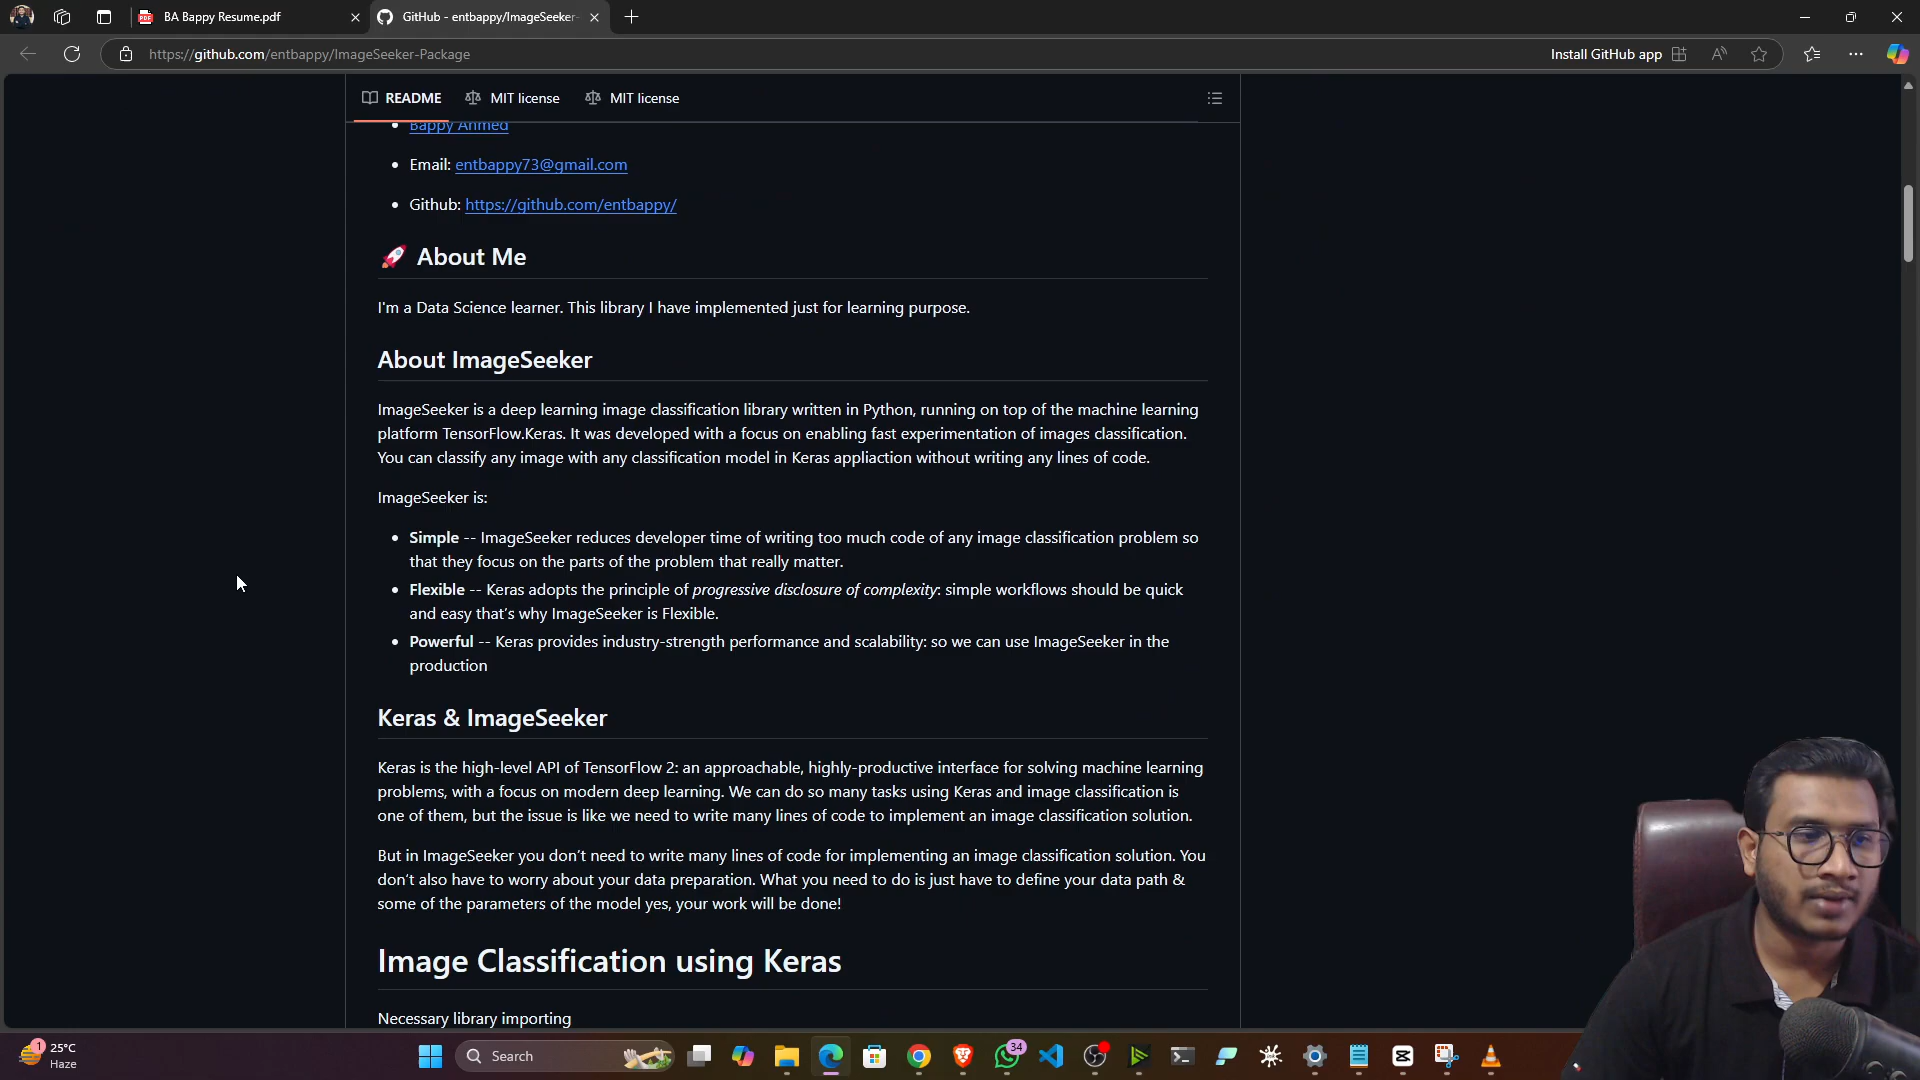 BA Bappy Resume.pdf
GitHub - entbappy/ImageSeeker-
https://github.com/entbappy/ImageSeeker-Package
Install GitHub app
README
MIT license
MIT license
Bappy Ahmed
Email: entbappy73@gmail.com
Github: https://github.com/entbappy/
🚀 About Me
I'm a Data Science learner. This library I have implemented just for learning purpose.
About ImageSeeker
ImageSeeker is a deep learning image classification library written in Python, running on top of the machine learning
platform TensorFlow.Keras. It was developed with a focus on enabling fast experimentation of images classification.
You can classify any image with any classification model in Keras appliaction without writing any lines of code.
ImageSeeker is:
Simple -- ImageSeeker reduces developer time of writing too much code of any image classification problem so
that they focus on the parts of the problem that really matter.
Flexible -- Keras adopts the principle of progressive disclosure of complexity: simple workflows should be quick
and easy that's why ImageSeeker is Flexible.
Powerful -- Keras provides industry-strength performance and scalability: so we can use ImageSeeker in the
production
Keras & ImageSeeker
Keras is the high-level API of TensorFlow 2: an approachable, highly-productive interface for solving machine learning
problems, with a focus on modern deep learning. We can do so many tasks using Keras and image classification is
one of them, but the issue is like we need to write many lines of code to implement an image classification solution.
But in ImageSeeker you don't need to write many lines of code for implementing an image classification solution. You
don't also have to worry about your data preparation. What you need to do is just have to define your data path &
some of the parameters of the model yes, your work will be done!
Image Classification using Keras
Necessary library importing
1
25°C
Haze
Search
34